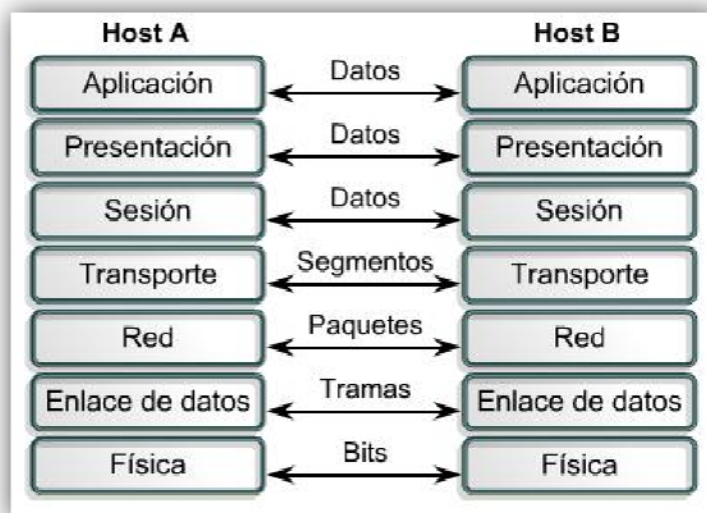 Host A Host B
Aplicación Datos Aplicación
Presentación Datos Presentación
Sesión Datos Sesión
Transporte Segmentos Transporte
Red Paquetes Red
Enlace de datos Tramas Enlace de datos
Física Bits Física